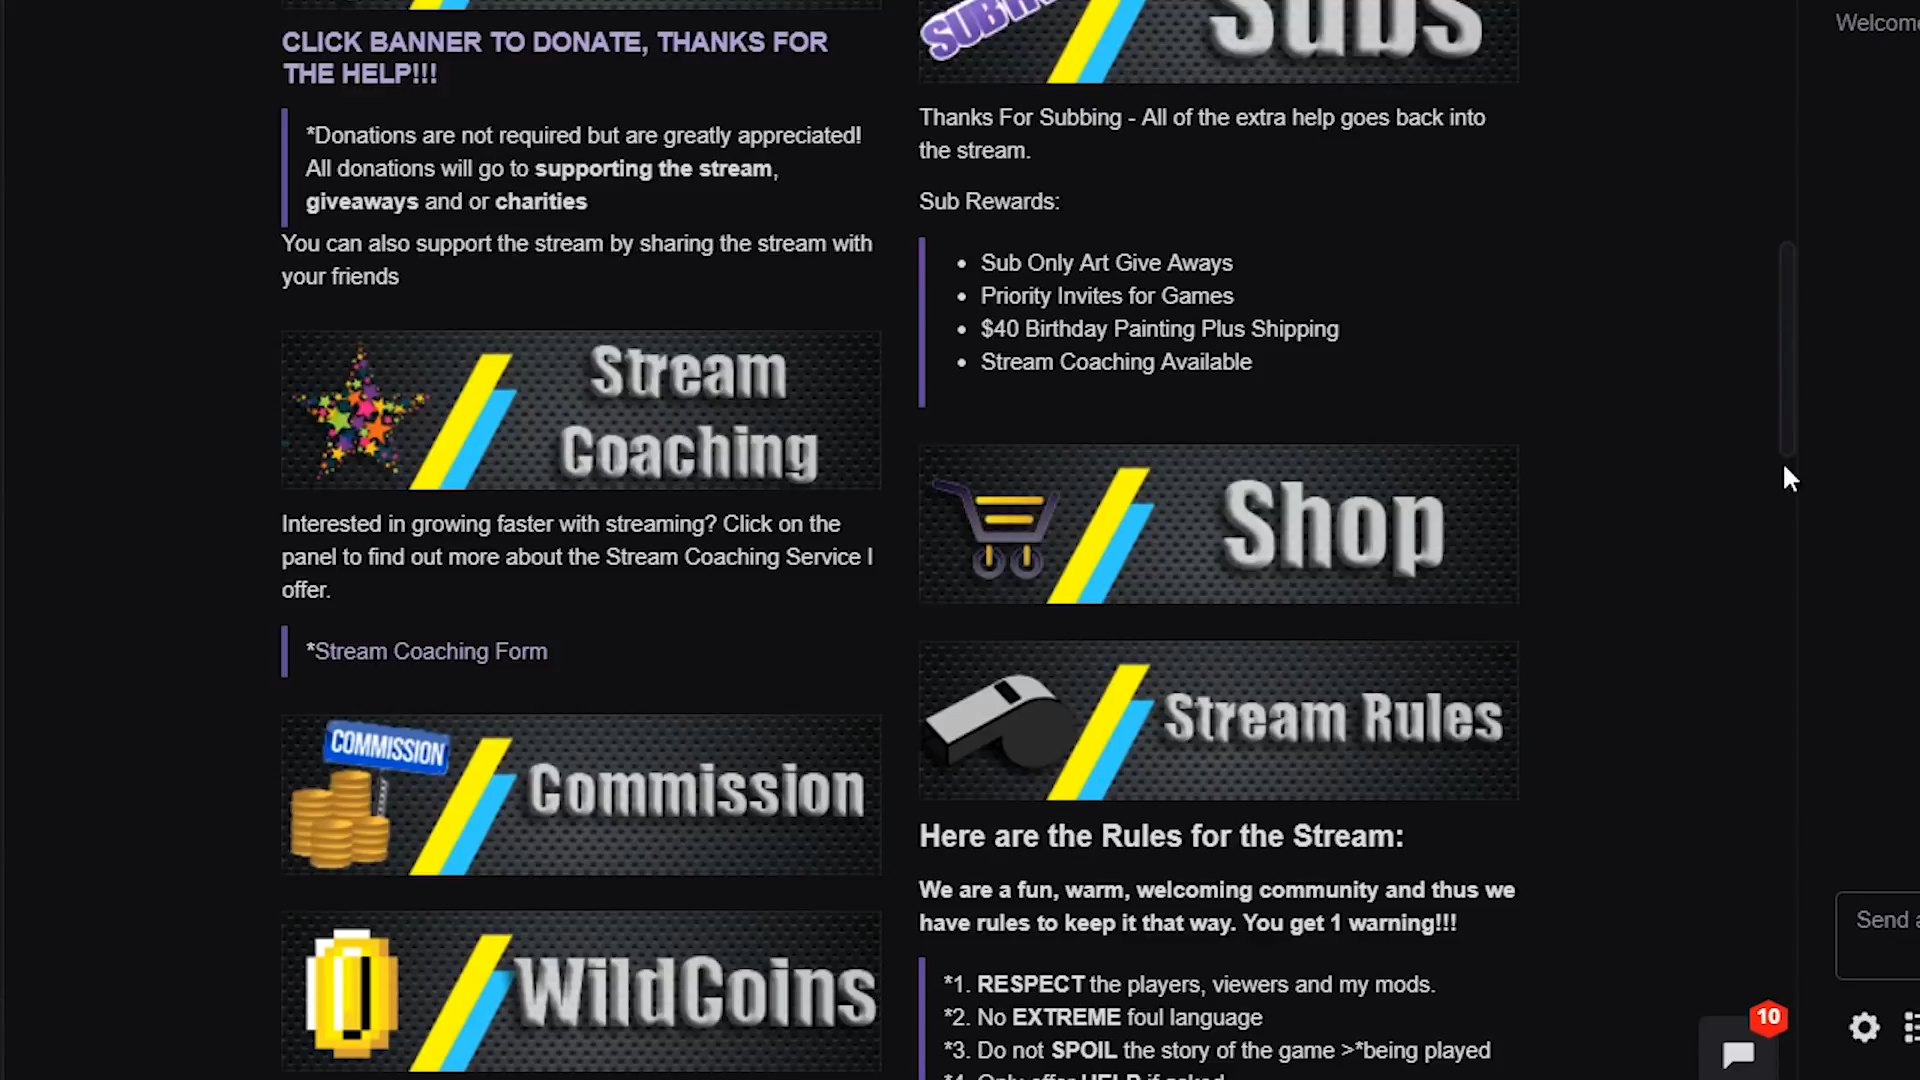 CLICK BANNER TO DONATE, THANKS FOR
THE HELP!!!
*Donations are not required but are greatly appreciated!
All donations will go to supporting the stream,
giveaways and or charities
You can also support the stream by sharing the stream with
your friends
Stream
Coaching
Interested in growing faster with streaming? Click on the
panel to find out more about the Stream Coaching Service I
offer.
*Stream Coaching Form
COMMISSION
Commission
WildCoins
Subs
Thanks For Subbing - All of the extra help goes back into
the stream.
Sub Rewards:
• Sub Only Art Give Aways
• Priority Invites for Games
• $40 Birthday Painting Plus Shipping
• Stream Coaching Available
Shop
Stream Rules
Here are the Rules for the Stream:
We are a fun, warm, welcoming community and thus we
have rules to keep it that way. You get 1 warning!!!
*1. RESPECT the players, viewers and my mods.
*2. No EXTREME foul language
*3. Do not SPOIL the story of the game >*being played
*4. Only offer HELP if asked
Welcome
Send a
10